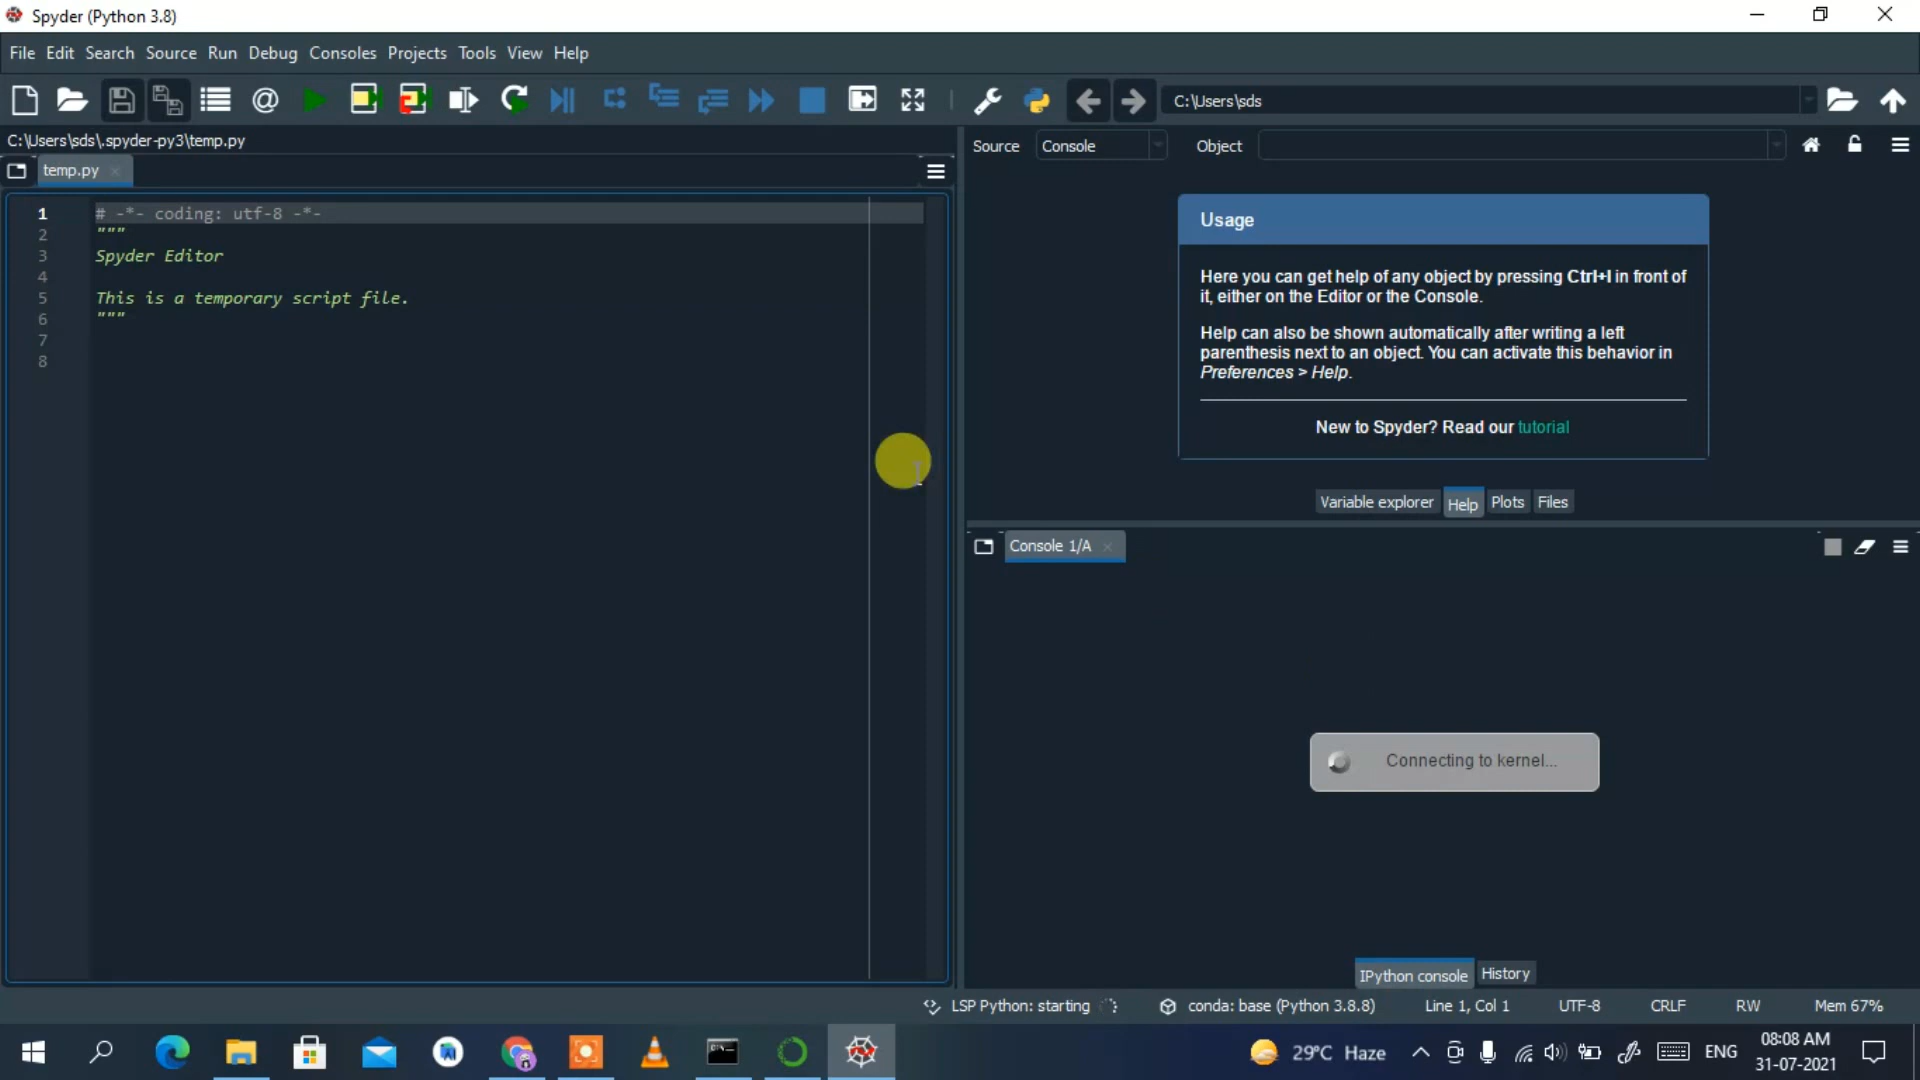 Spyder (Python 3.8)
File Edit Search Source Run Debug Consoles Projects Tools View Help
C:\Users\sds
C:\Users\sds\.spyder-py3\temp.py
Source Console Object
temp.py
1 # -*- coding: utf-8 -*-
2 """
3 Spyder Editor
4
5 This is a temporary script file.
6 """
7
8
Usage
Here you can get help of any object by pressing Ctrl+I in front of
it, either on the Editor or the Console.
Help can also be shown automatically after writing a left
parenthesis next to an object. You can activate this behavior in
Preferences > Help.
New to Spyder? Read our tutorial
Variable explorer Help Plots Files
Console 1/A
Connecting to kernel...
IPython console History
LSP Python: starting conda: base (Python 3.8.8) Line 1, Col 1 UTF-8 CRLF RW Mem 67%
29°C Haze ENG
08:08 AM
31-07-2021